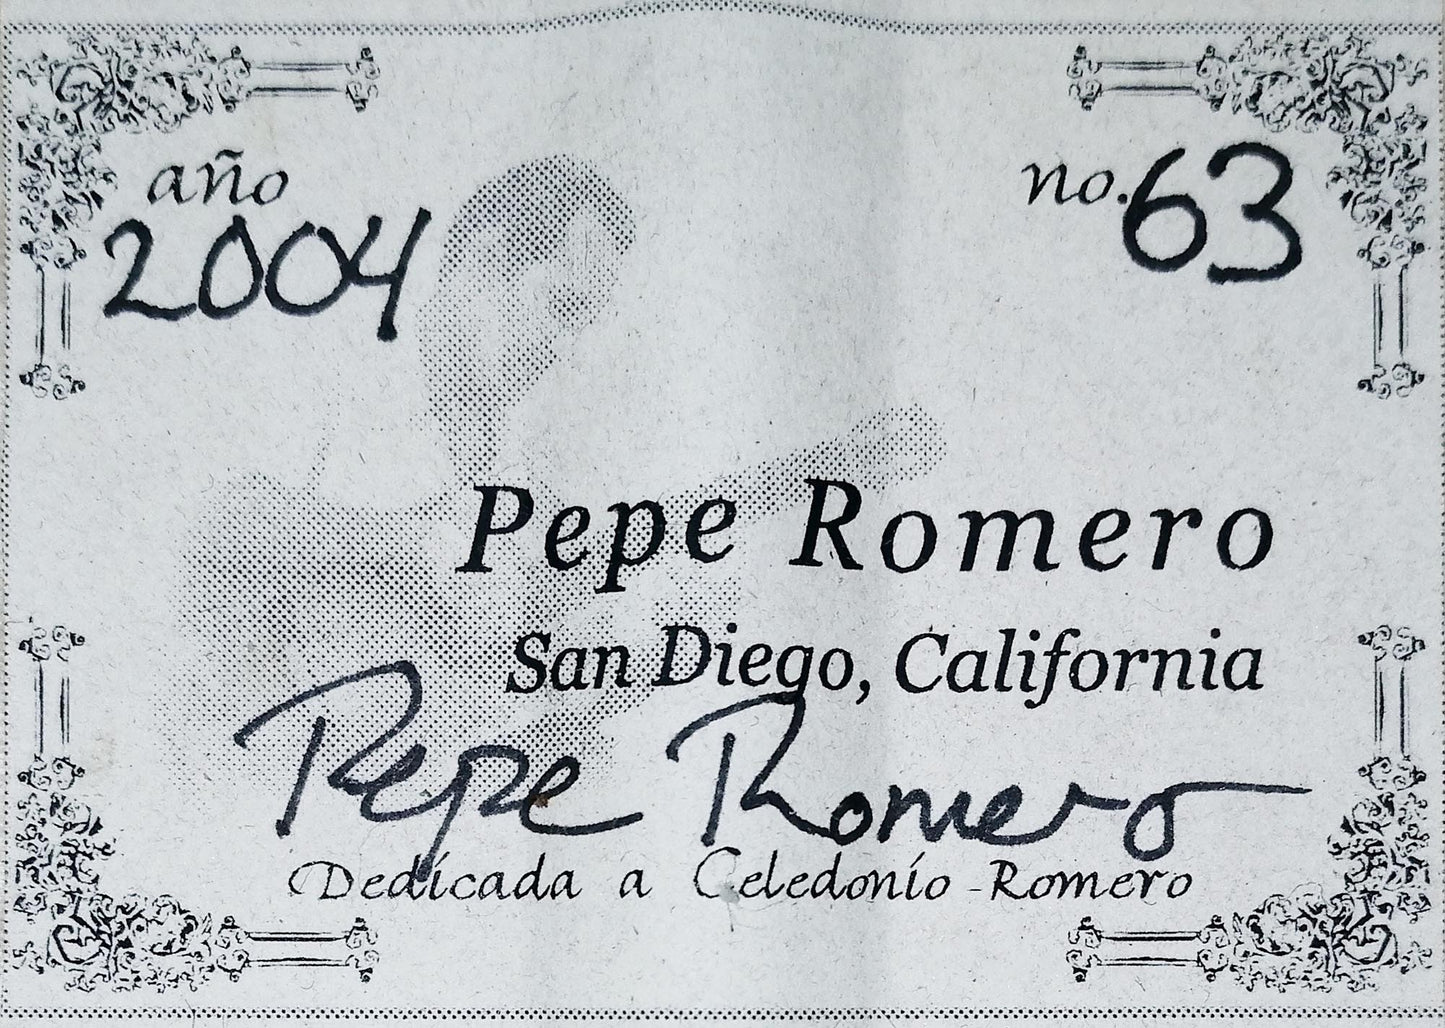 año
no. 63
2004
Pepe Romero
San Diego, California
Pepe Romero
Dedicada a Celedonio Romero